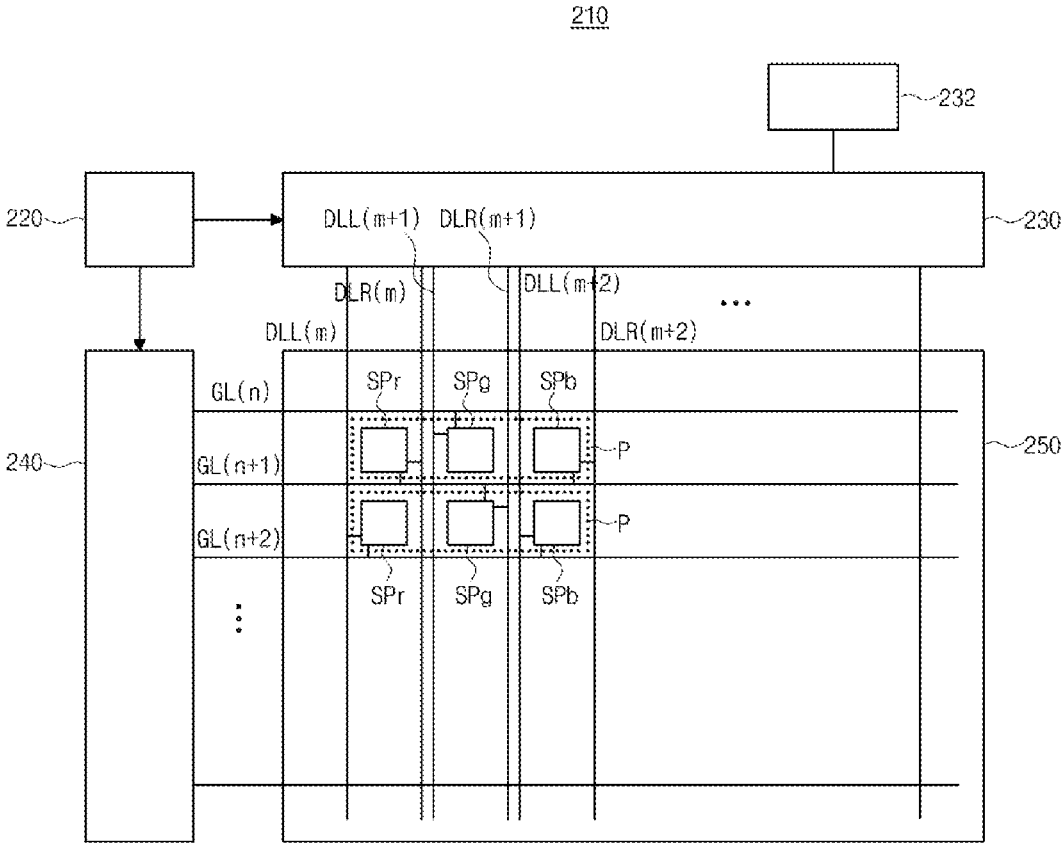 210
232
220
230
DLL(m+1)
DLR(m+1)
DLR(m)
DLL(m+2)
DLL(m)
DLR(m+2)
GL(n)
SPr
SPg
SPb
P
240
250
GL(n+1)
P
GL(n+2)
SPr
SPg
SPb